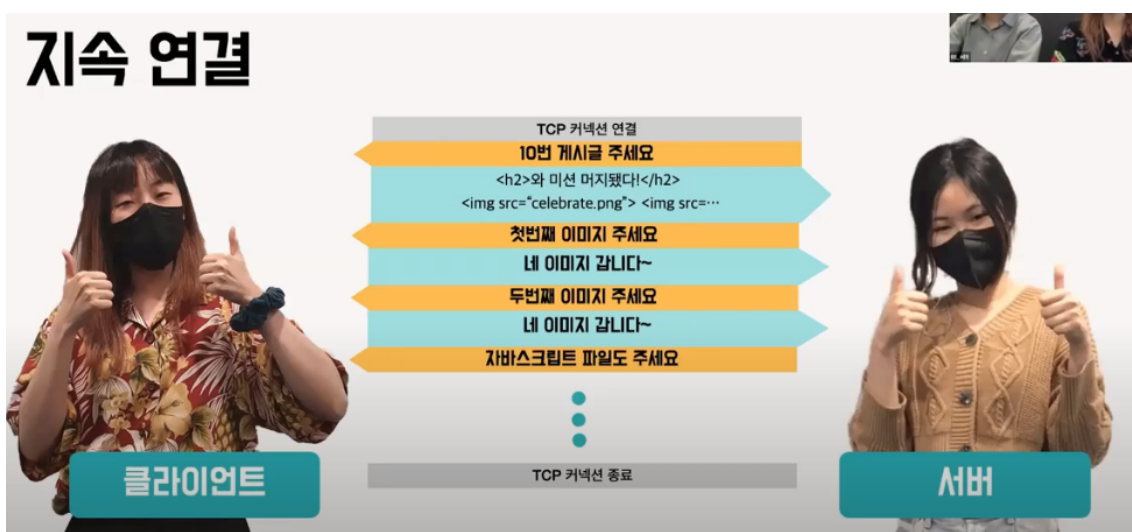 지속 연결
TCP 커넥션 연결
10번 게시글 주세요
<h2>와 미션 머지됐다!</h2>
<img src="celebrate.png"> <img src=…
첫번째 이미지 주세요
네 이미지 갑니다~
두번째 이미지 주세요
네 이미지 갑니다~
자바스크립트 파일도 주세요
TCP 커넥션 종료
클라이언트
서버